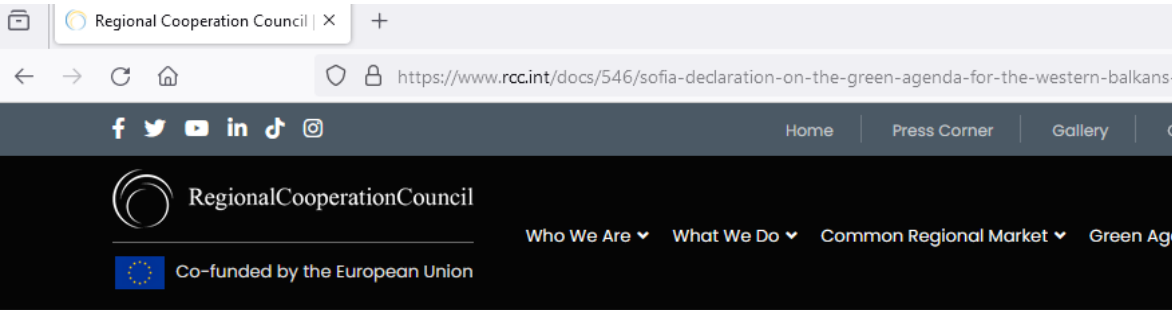 Regional Cooperation Council |
https://www.rcc.int/docs/546/sofia-declaration-on-the-green-agenda-for-the-western-balkans-
Home Press Corner Gallery
RegionalCooperationCouncil
Who We Are What We Do Common Regional Market Green Ag
Co-funded by the European Union